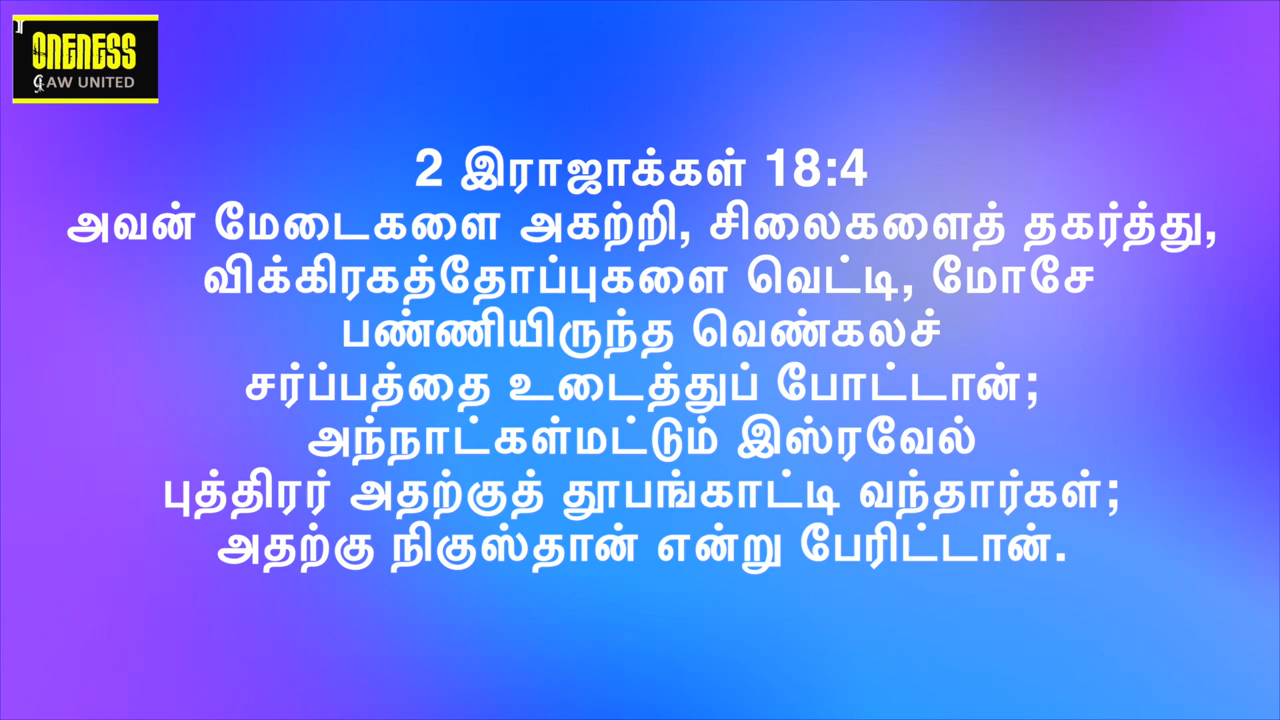 ONENESS
AW UNITED
2 இராஜாக்கள் 18:4
அவன் மேடைகளை அகற்றி, சிலைகளைத் தகர்த்து,
விக்கிரகத்தோப்புகளை வெட்டி, மோசே
பண்ணியிருந்த வெண்கலச்
சர்ப்பத்தை உடைத்துப் போட்டான்;
அந்நாட்கள்மட்டும் இஸ்ரவேல்
புத்திரர் அதற்குத் தூபங்காட்டி வந்தார்கள்;
அதற்கு நிகுஸ்தான் என்று பேரிட்டான்.